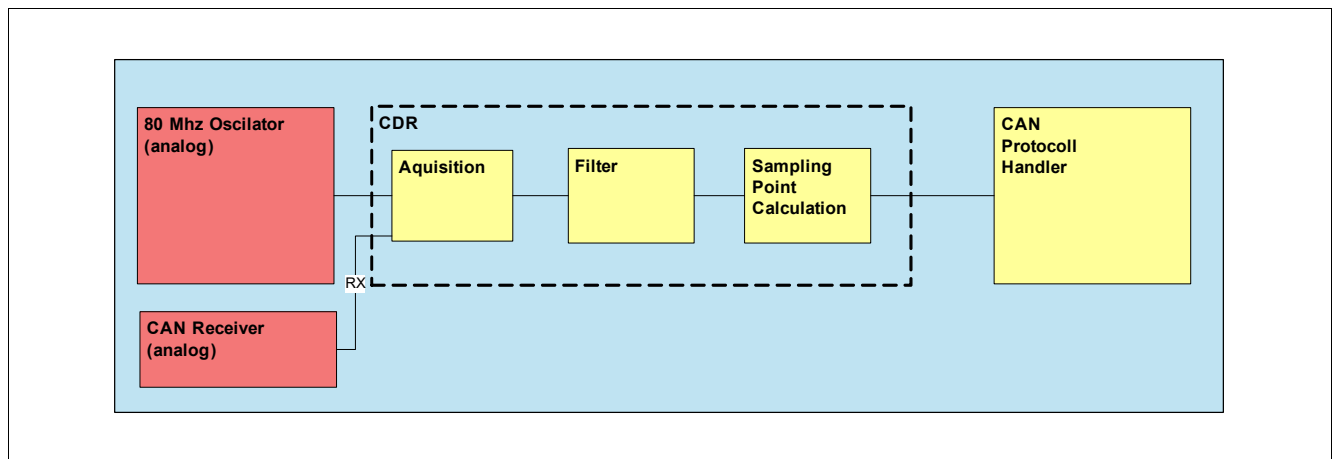 80 Mhz Oscilator
(analog)
CDR
Aquisition
Filter
Sampling
Point
Calculation
CAN
Protocoll
Handler
RX
CAN Receiver
(analog)